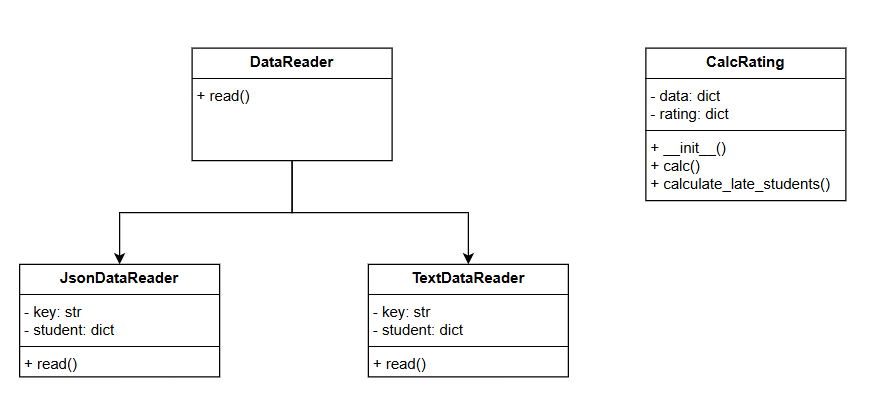 DataReader
+ read()
CalcRating
- data: dict
- rating: dict
+ __init__()
+ calc()
+ calculate_late_students()
JsonDataReader
- key: str
- student: dict
+ read()
TextDataReader
- key: str
- student: dict
+ read()